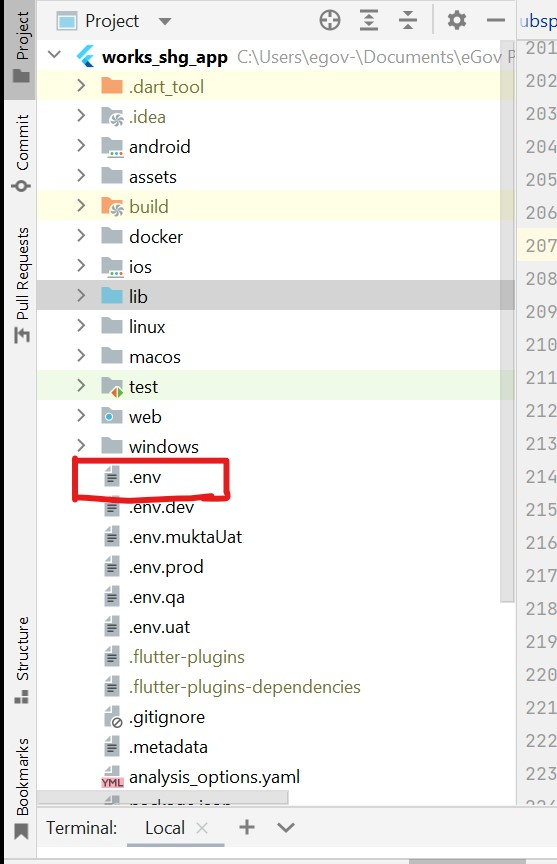 Project
ubsp
works_shg_app C:\Users\egov-\Documents\eGov P
.dart_tool
.idea
android
assets
build
docker
ios
lib
linux
macos
test
web
windows
.env
.env.dev
.env.muktaUat
.env.prod
.env.qa
.env.uat
.flutter-plugins
.flutter-plugins-dependencies
.gitignore
.metadata
YML analysis_options.yaml
package.json
Project
Commit
Pull Requests
Structure
Bookmarks
201
202
203
204
205
206
207
208
209
210
211
212
213
214
215
216
217
218
219
220
221
222
223
Terminal: Local